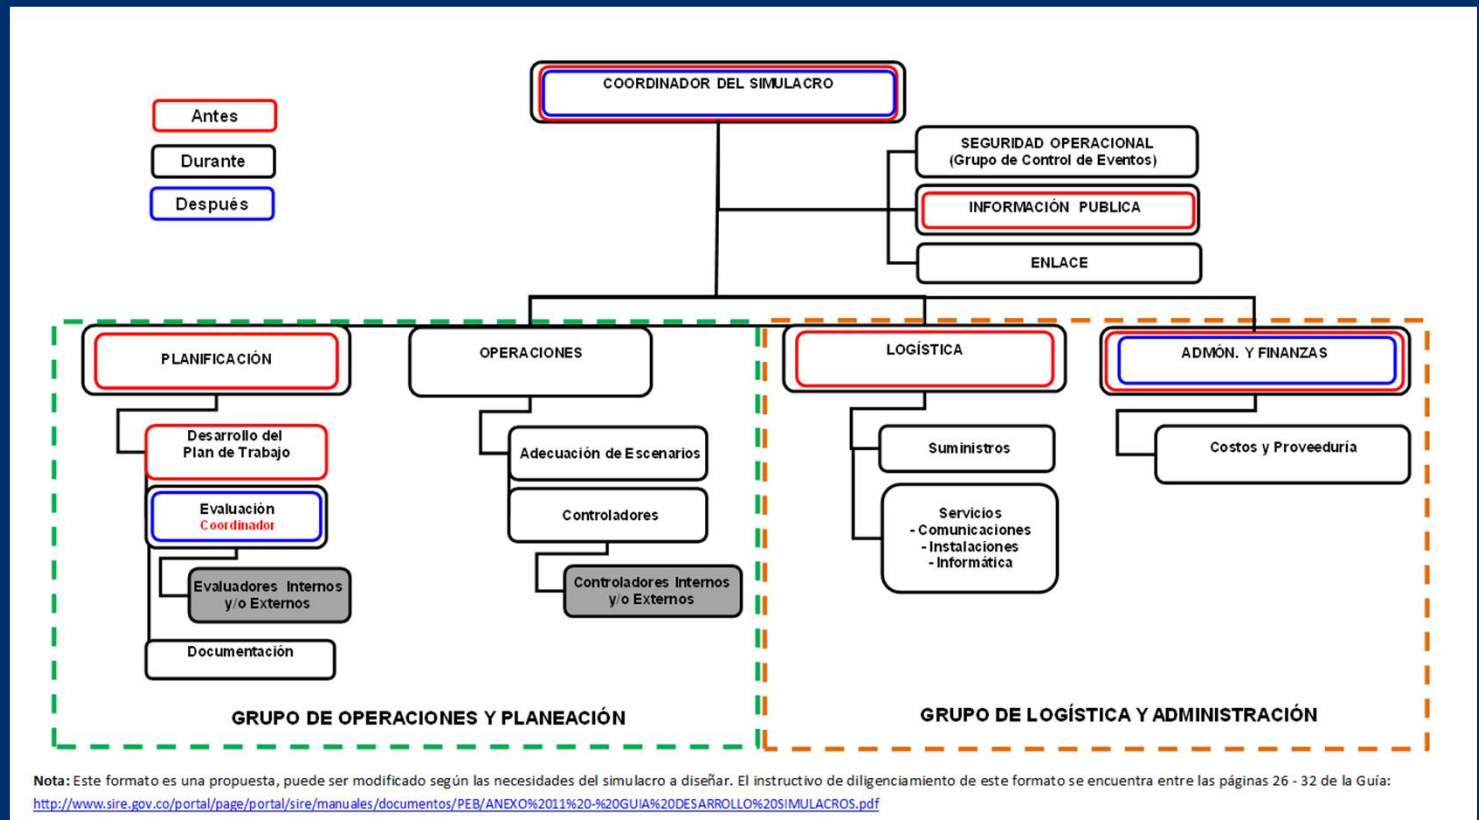 COORDINADOR DEL SIMULACRO
Antes
Durante
Después
SEGURIDAD OPERACIONAL
(Grupo de Control de Eventos)
INFORMACIÓN PUBLICA
ENLACE
PLANIFICACIÓN
OPERACIONES
LOGÍSTICA
ADMÓN. Y FINANZAS
Desarrollo del
Plan de Trabajo
Evaluación
Coordinador
Evaluadores Internos
y/o Externos
Documentación
Adecuación de Escenarios
Controladores
Controladores Internos
y/o Externos
Suministros
Servicios
- Comunicaciones
- Instalaciones
- Informática
Costos y Proveeduría
GRUPO DE OPERACIONES Y PLANEACIÓN
GRUPO DE LOGÍSTICA Y ADMINISTRACIÓN
Nota: Este formato es una propuesta, puede ser modificado según las necesidades del simulacro a diseñar. El instructivo de diligenciamiento de este formato se encuentra entre las páginas 26 - 32 de la Guía:
http://www.sire.gov.co/portal/page/portal/sire/manuales/documentos/PEB/ANEXO%2011%20-%20GUIA%20DESARROLLO%20SIMULACROS.pdf